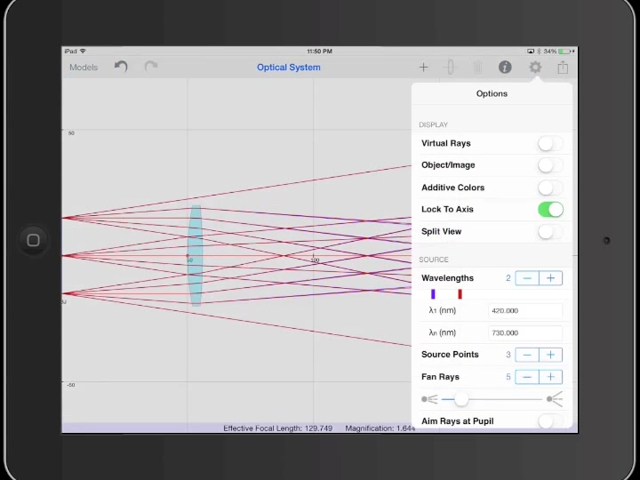 iPad
11:50 PM
34%
Models
Optical System
Options
DISPLAY
Virtual Rays
Object/Image
Additive Colors
Lock To Axis
Split View
SOURCE
Wavelengths 2
λ1 (nm) 420.000
λn (nm) 730.000
Source Points 3
Fan Rays 5
Aim Rays at Pupil
50
-50
Effective Focal Length: 129.749 Magnification: 1.64